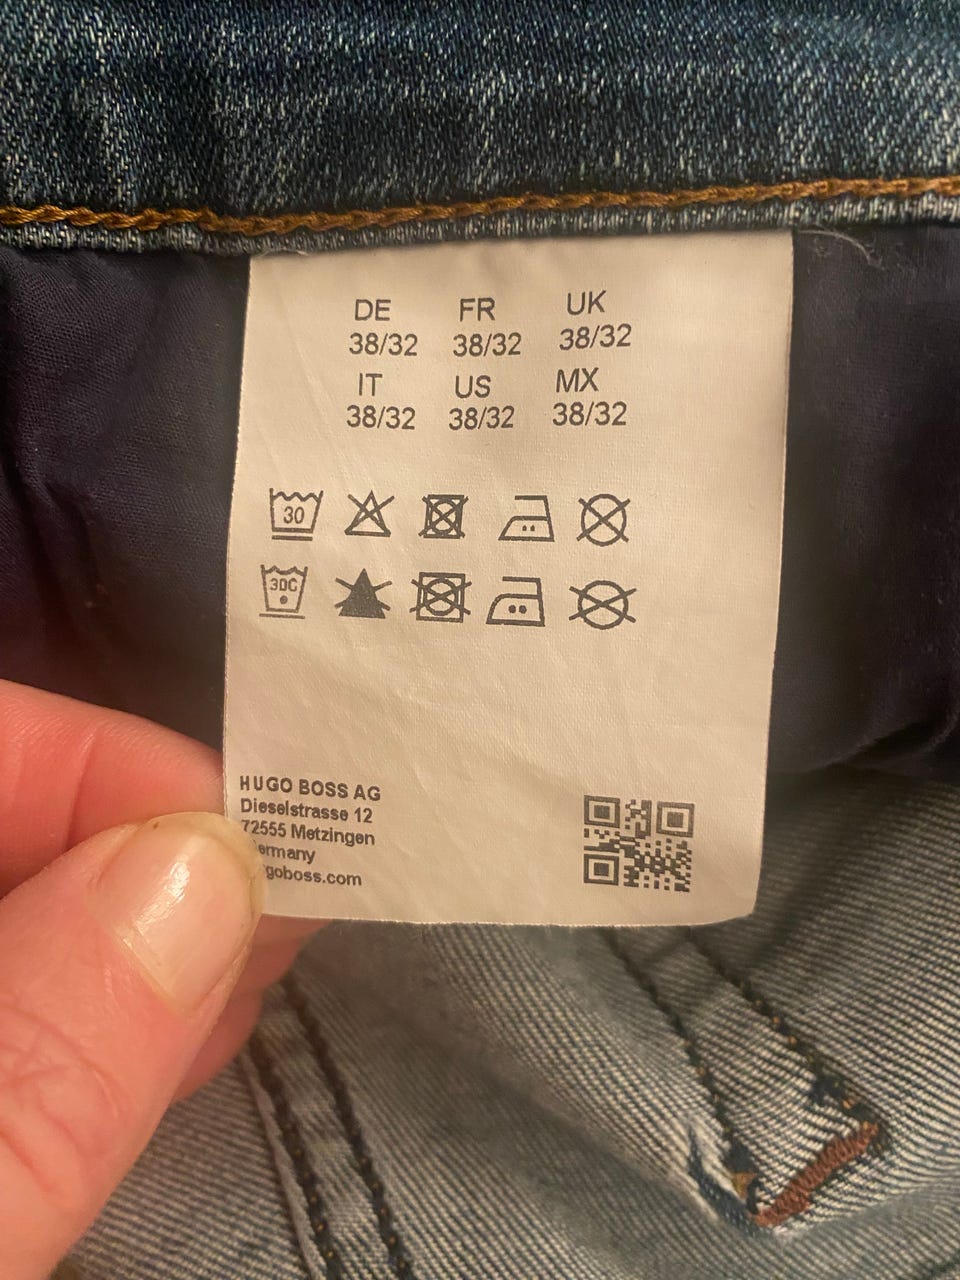 DE FR UK
38/32 38/32 38/32
IT US MX
38/32 38/32 38/32
30
30C
HUGO BOSS AG
Dieselstrasse 12
72555 Metzingen